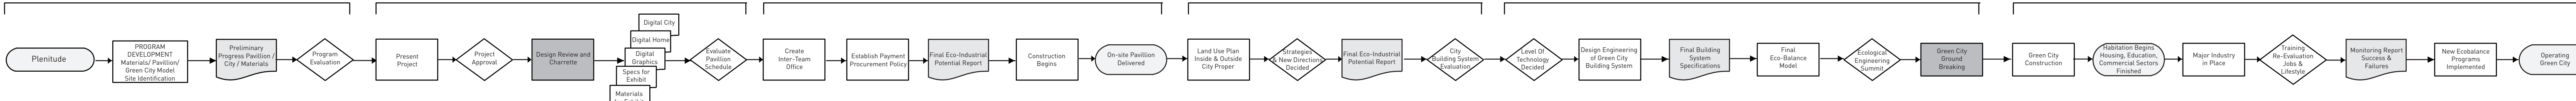 Plenitude
PROGRAM
DEVELOPMENT
Materials/ Pavillion/
Green City Model
Site Identification
Preliminary
Progress Pavillion /
City / Materials
Program
Evaluation
Present
Project
Project
Approval
Design Review and
Charrette
Digital City
Digital Home
Digital
Graphics
Specs for
Exhibit
Materials
Evaluate
Pavillion
Schedule
Create
Inter-Team
Office
Establish Payment
Procurement Policy
Final Eco-Industrial
Potential Report
Construction
Begins
On-site Pavillion
Delivered
Land Use Plan
Inside & Outside
City Proper
Strategies
& New Directions
Decided
Final Eco-Industrial
Potential Report
City
Building System
Evaluation
Level Of
Technology
Decided
Design Engineering
of Green City
Building System
Final Building
System
Specifications
Final
Eco-Balance
Model
Ecological
Engineering
Summit
Green City
Ground
Breaking
Green City
Construction
Habitation Begins
Housing, Education,
Commercial Sectors
Finished
Major Industry
in Place
Training
Re-Evaluation
Jobs &
Lifestyle
Monitoring Report
Success &
Failures
New Ecobalance
Programs
Implemented
Operating
Green City